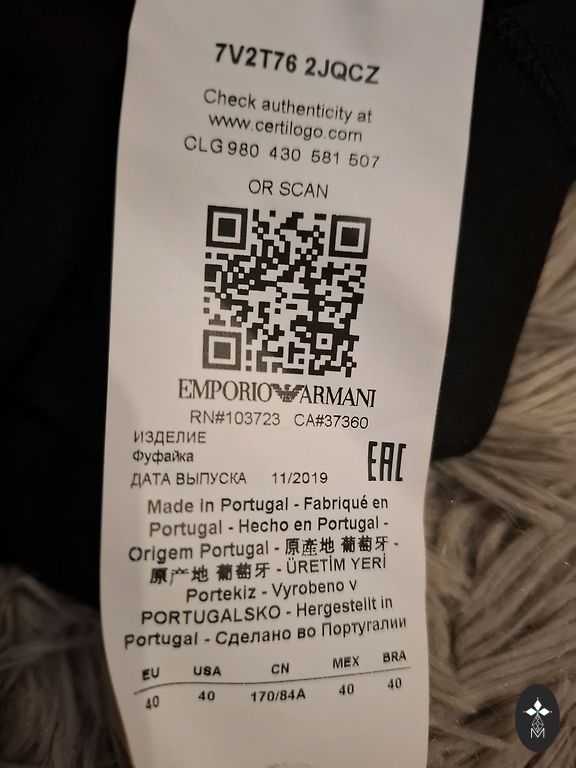 7V2T76 2JQCZ
Check authenticity at
www.certilogo.com
CLG 980 430 581 507
OR SCAN
EMPORIO ARMANI
RN#103723 CA#37360
ИЗДЕЛИЕ
Фуфайка
ДАТА ВЫПУСКА 11/2019
EAC
Made in Portugal - Fabriqué en
Portugal - Hecho en Portugal -
Origem Portugal - 原產地 葡萄牙 -
原产地 葡萄牙 - ÜRETİM YERİ
Portekiz - Vyrobeno v
PORTUGALSKO - Hergestellt in
Portugal - Сделано во Португалии
EU USA CN MEX BRA
40 40 170/84A 40 40
M